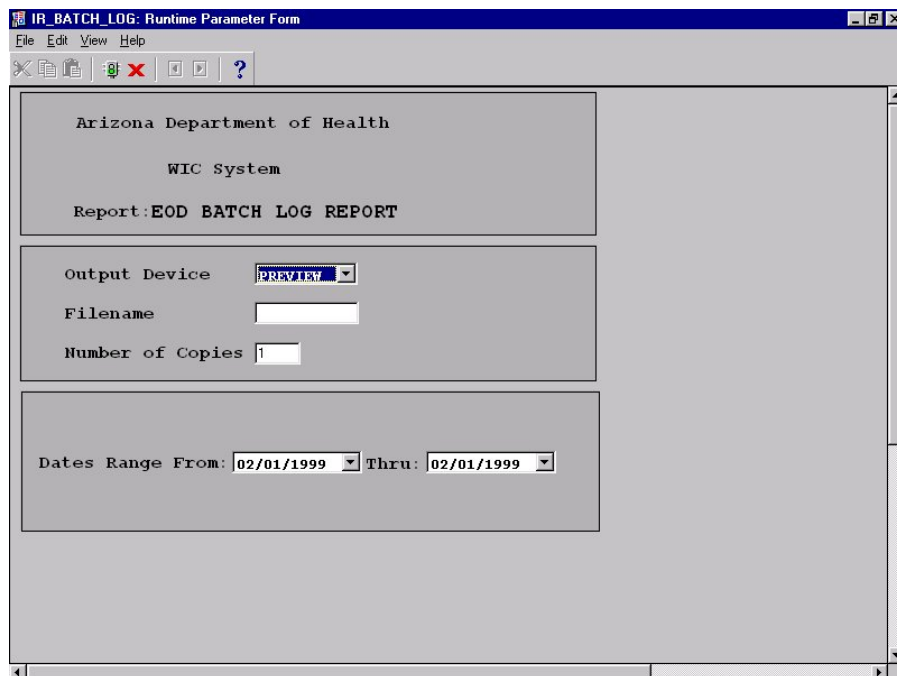 IR_BATCH_LOG: Runtime Parameter Form
File Edit View Help
Arizona Department of Health
WIC System
Report:EOD BATCH LOG REPORT
Output Device PREVIEW
Filename
Number of Copies 1
Dates Range From: 02/01/1999 Thru: 02/01/1999